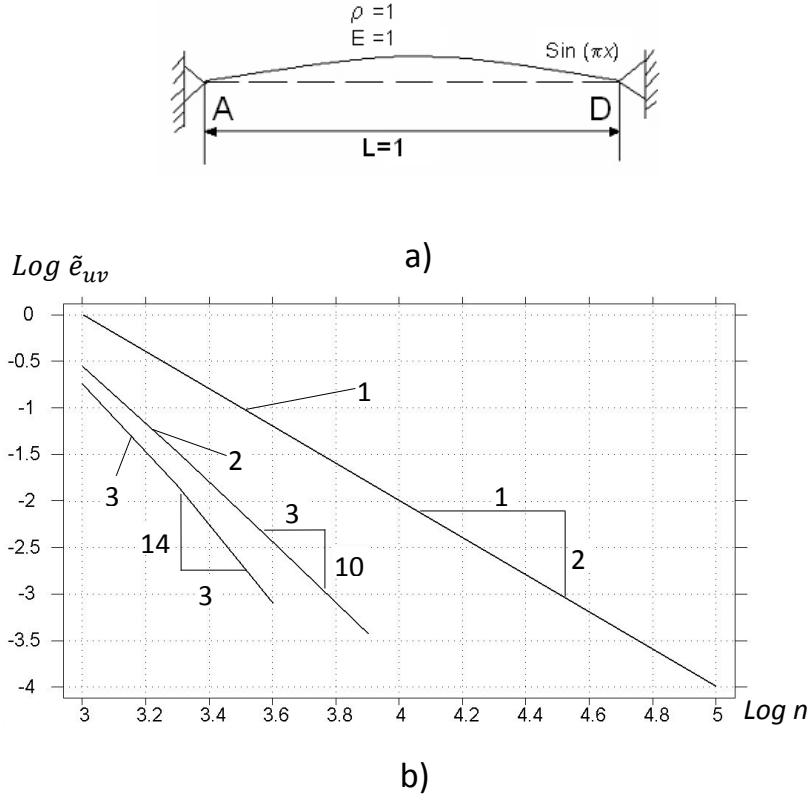 ρ =1
E =1
Sin (πx)
A D
L=1
a)
Log ẽ_uv
0
-0.5
-1
-1.5
-2
-2.5
-3
-3.5
-4
1
2
3
1
2
3
10
14
3
3 3.2 3.4 3.6 3.8 4 4.2 4.4 4.6 4.8 5 Log n
b)